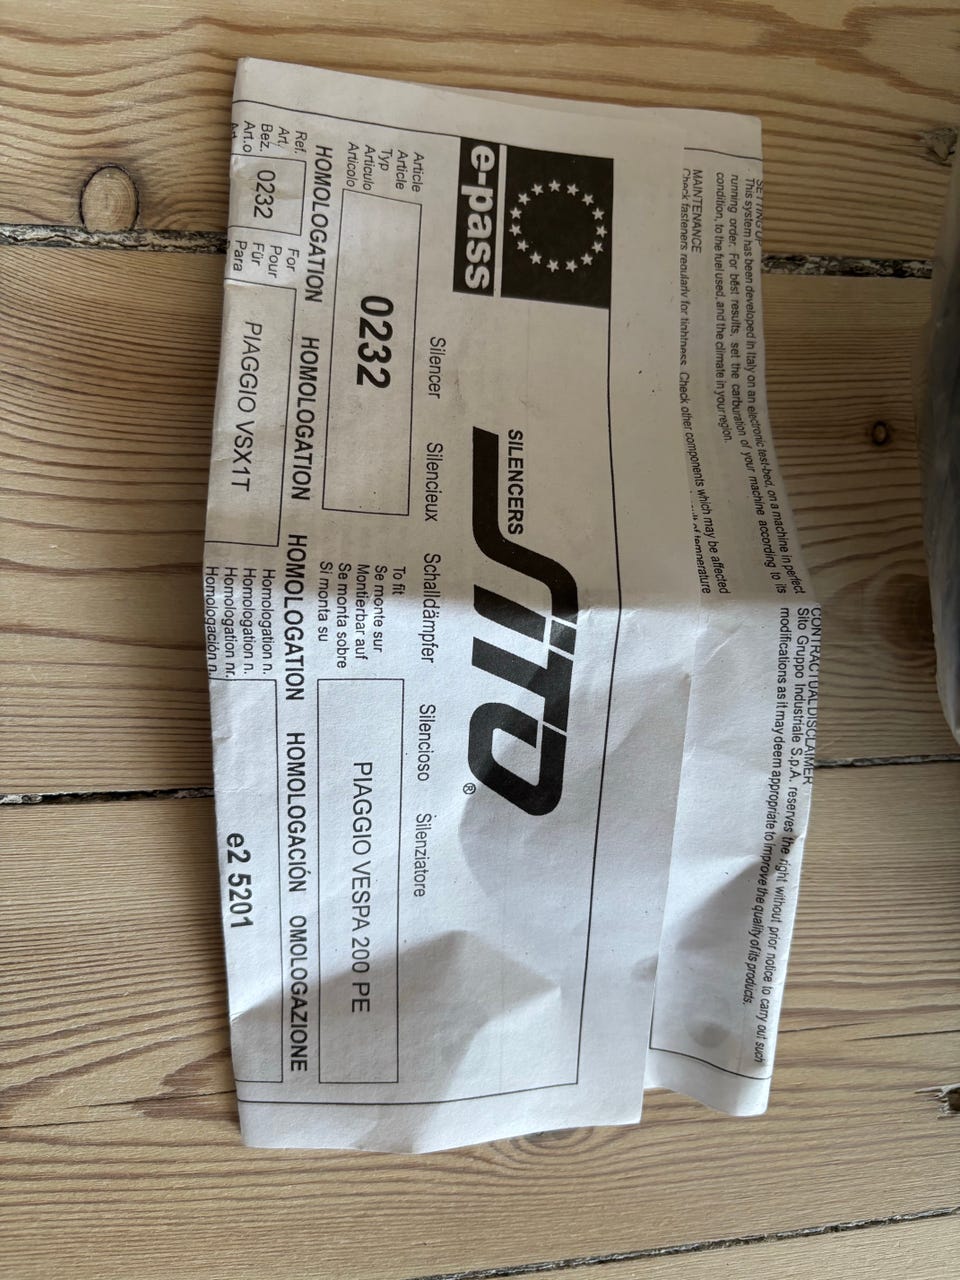 SETTING UP
This system has been developed in Italy on an electronic test-bed, on a machine in perfect
running order. For best results, set the carburation of your machine according to its
condition, to the fuel used, and the climate in your region.
MAINTENANCE
Check fasteners regularly for tightness. Check other components which may be affected
temperature
CONTRACTUAL DISCLAIMER
Sito Gruppo Industriale S.p.A. reserves the right without prior notice to carry out such
modifications as it may deem appropriate to improve the quality of its products.
e-pass
SILENCERS
SITO®
Silencer Silencieux Schalldämpfer Silencioso Silenziatore
Article
Article
Typ
Articulo
Articolo
0232
To fit
Se monte sur
Montierbar auf
Se monta sobre
Si monta su
PIAGGIO VESPA 200 PE
HOMOLOGATION HOMOLOGATION HOMOLOGATION HOMOLOGACIÓN OMOLOGAZIONE
Ref.
Art.
Bez.
Art.o
0232
For
Pour
Für
Para
PIAGGIO VSX1T
Homologation n.
Homologation n.
Homologation nr.
Homologación n.
e2 5201